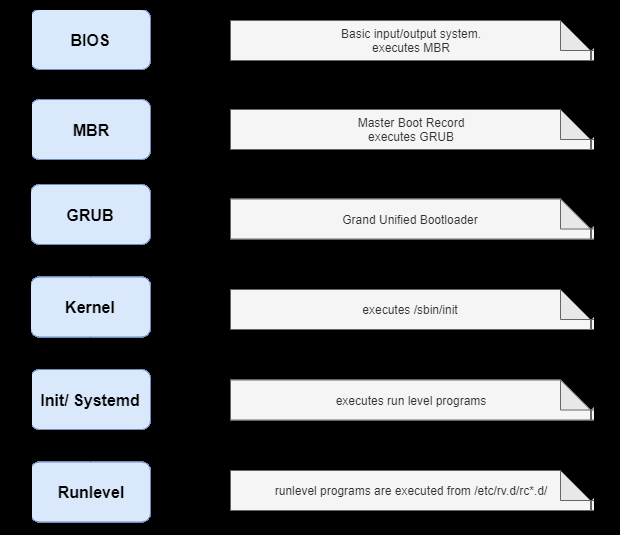 BIOS
Basic input/output system.
executes MBR
MBR
Master Boot Record
executes GRUB
GRUB
Grand Unified Bootloader
Kernel
executes /sbin/init
Init/ Systemd
executes run level programs
Runlevel
runlevel programs are executed from /etc/rv.d/rc*.d/